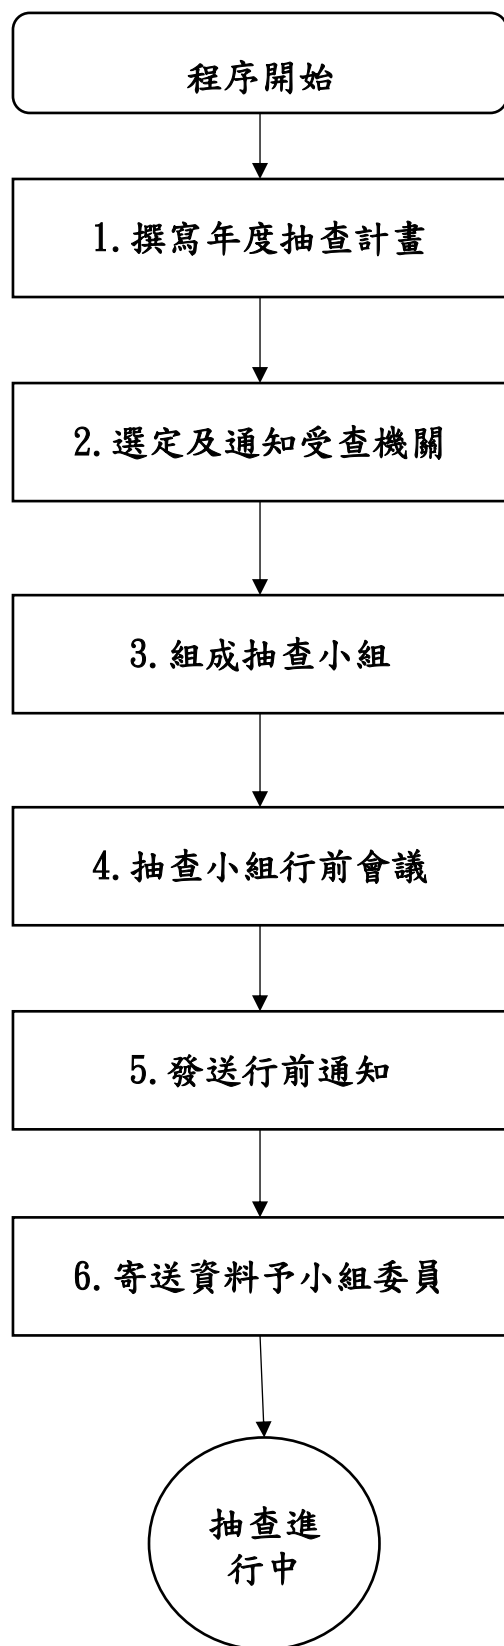 程序開始
1.撰寫年度抽查計畫
2.選定及通知受查機關
3.組成抽查小組
4.抽查小組行前會議
5.發送行前通知
6.寄送資料予小組委員
抽查進
行中